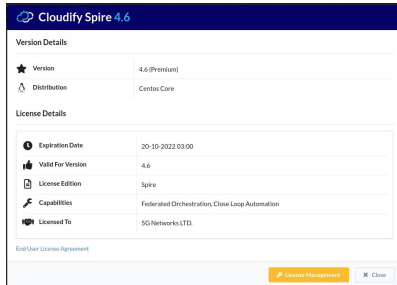 Cloudify Spire 4.6
Version Details
Version 4.6 (Premium)
Distribution Centos Core
License Details
Expiration Date 20-10-2022 03:00
Valid For Version 4.6
License Edition Spire
Capabilities Federated Orchestration, Close Loop Automation
Licensed To 5G Networks LTD.
End User License Agreement
License Management Close